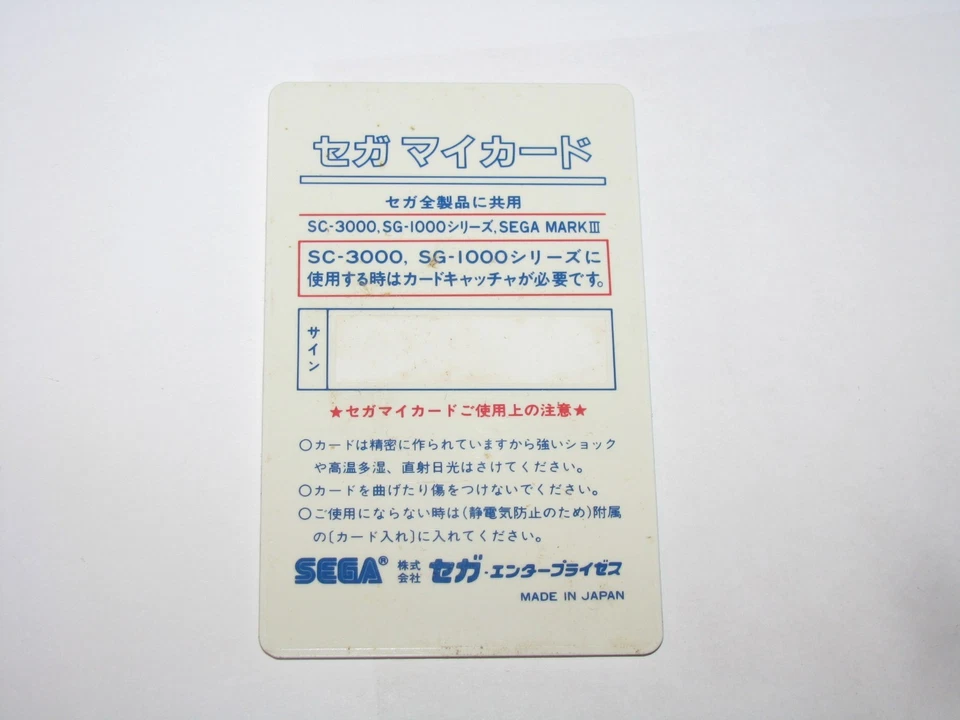 セガ マイカード
セガ全製品に共用
SC-3000, SG-1000シリーズ, SEGA MARKⅢ
SC-3000, SG-1000シリーズに
使用する時はカードキャッチャが必要です。
サイン
★セガマイカードご使用上の注意★
○カードは精密に作られていますから強いショック
や高温多湿、直射日光はさけてください。
○カードを曲げたり傷をつけないでください。
○ご使用にならない時は(静電気防止のため)附属
の〔カード入れ〕に入れてください。
SEGA® 株式会社 セガ・エンタープライゼス
MADE IN JAPAN